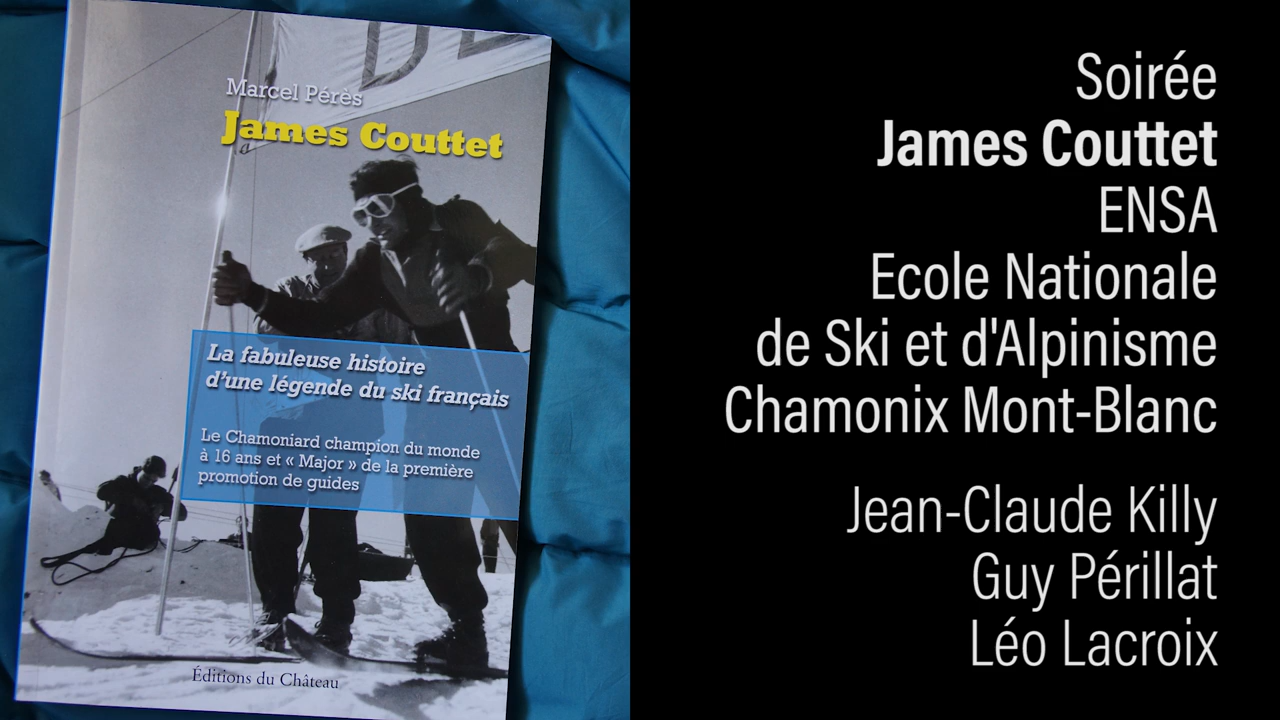 DE
Marcel Pérès
James Couttet
La fabuleuse histoire
d'une légende du ski français
Le Chamoniard champion du monde
à 16 ans et « Major » de la première
promotion de guides
Éditions du Château
Soirée
James Couttet
ENSA
Ecole Nationale
de Ski et d'Alpinisme
Chamonix Mont-Blanc
Jean-Claude Killy
Guy Périllat
Léo Lacroix